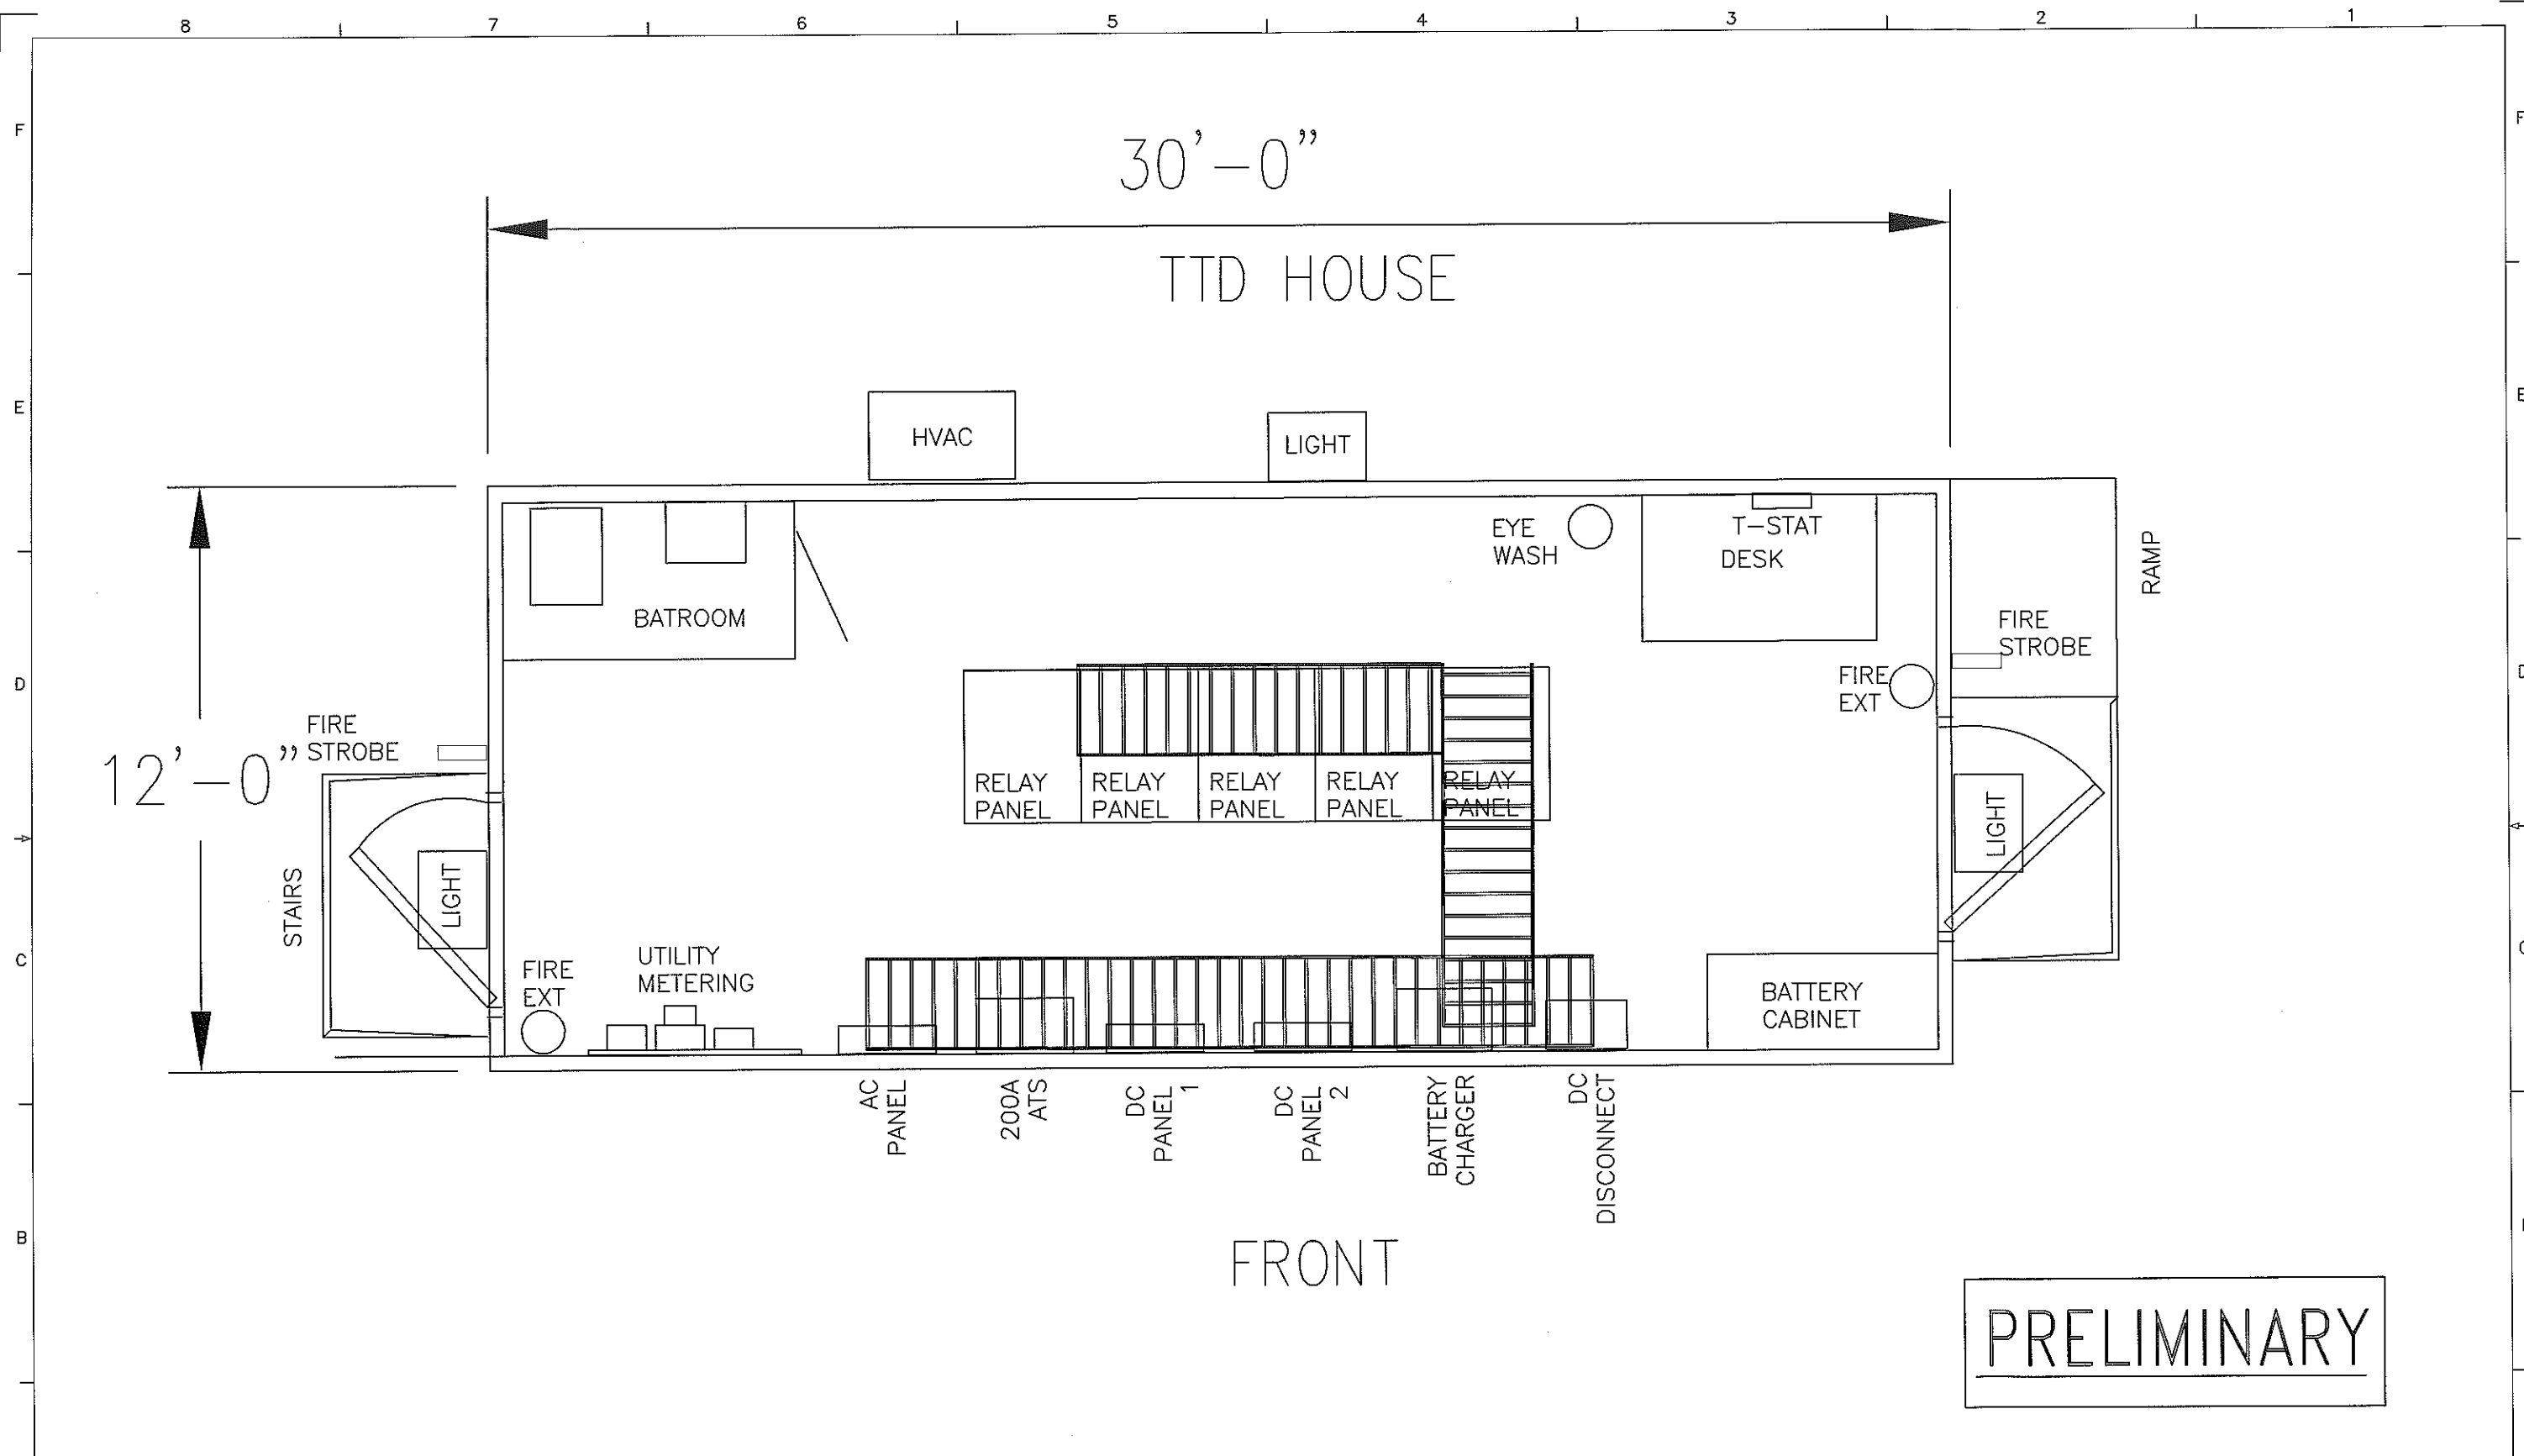 8 7 6 5 4 3 2 1
F
F
30'-0"
TTD HOUSE
E
E
HVAC
LIGHT
EYE
WASH
T-STAT
DESK
RAMP
BATROOM
FIRE
STROBE
D
FIRE
EXT
D
FIRE
STROBE
12'-0"
RELAY
PANEL
RELAY
PANEL
RELAY
PANEL
RELAY
PANEL
RELAY
PANEL
LIGHT
STAIRS
LIGHT
C
C
FIRE
EXT
UTILITY
METERING
BATTERY
CABINET
AC
PANEL
200A
ATS
DC
PANEL 1
DC
PANEL 2
BATTERY
CHARGER
DC
DISCONNECT
B
FRONT
PRELIMINARY